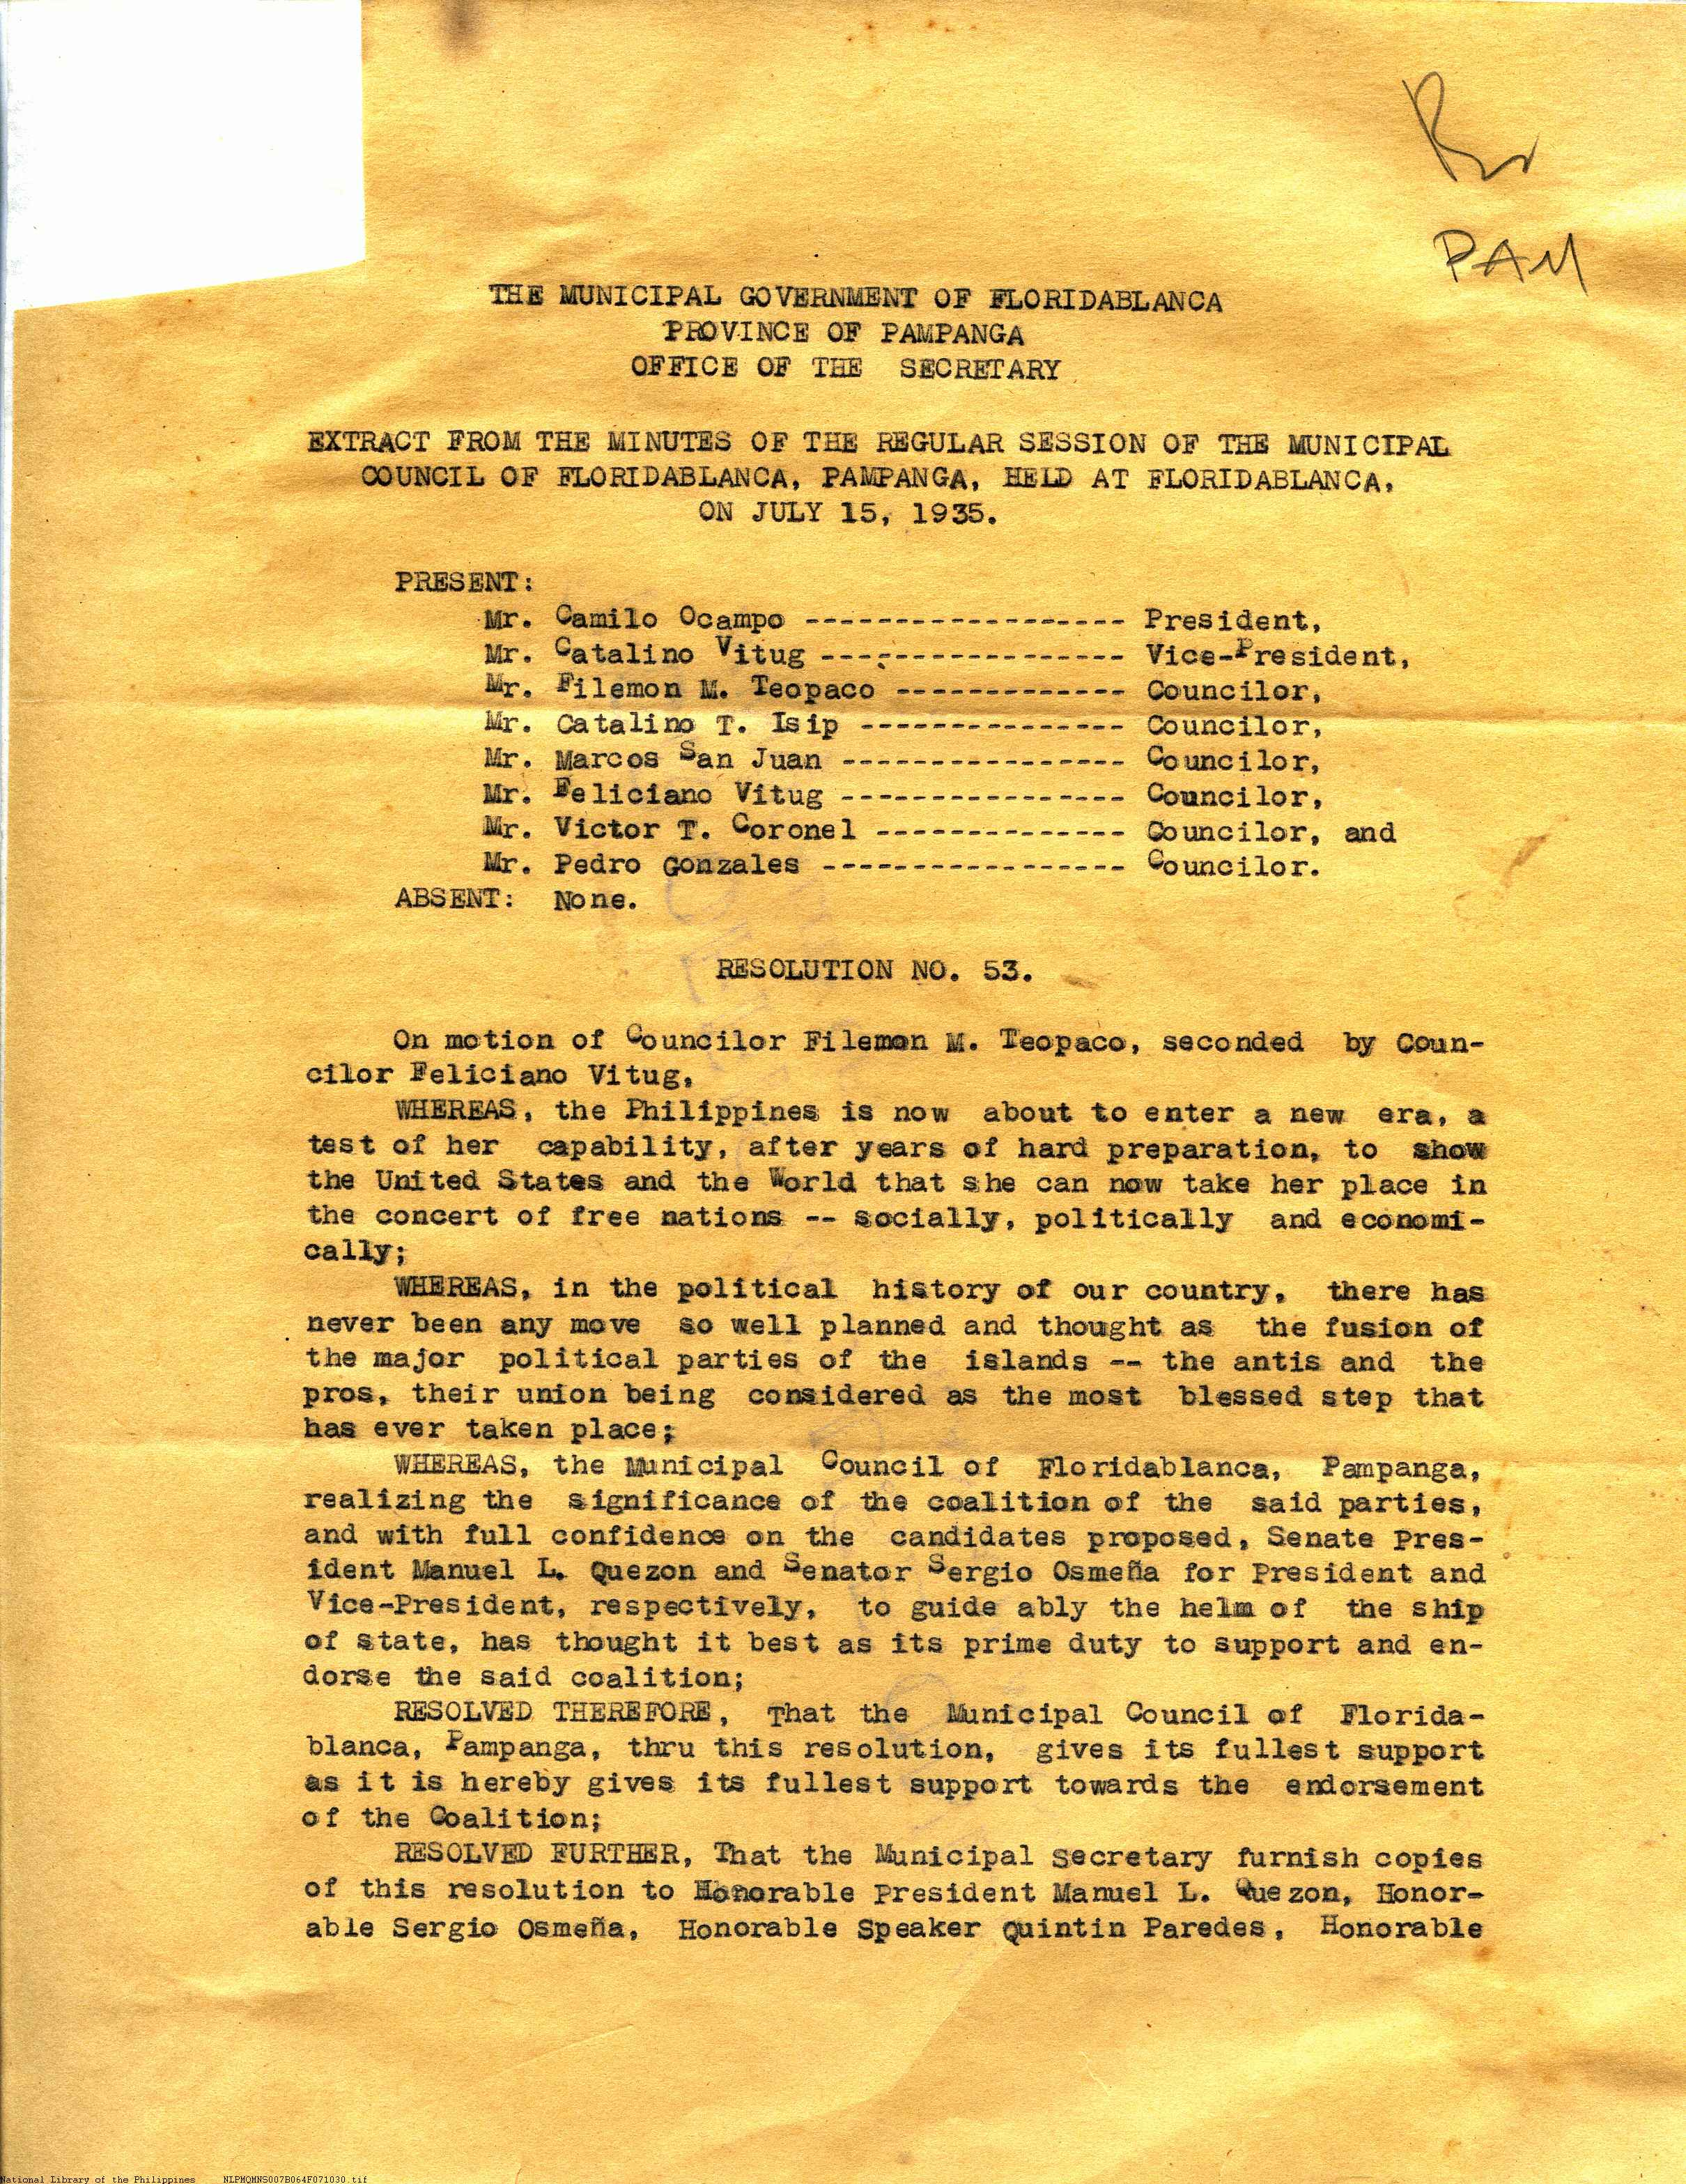 PAM
THE MUNICIPAL GOVERNMENT OF FLORIDABLANCA
PROVINCE OF PAMPANGA
OFFICE OF THE SECRETARY
EXTRACT FROM THE MINUTES OF THE REGULAR SESSION OF THE MUNICIPAL
COUNCIL OF FLORIDABLANCA, PAMPANGA, HELD AT FLORIDABLANCA,
ON JULY 15, 1935.
PRESENT:
Mr. Camilo Ocampo ------------------ President,
Mr. Catalino Vitug ----------------- Vice-President,
Mr. Filemon M. Teopaco ------------- Councilor,
Mr. Catalino T. Isip --------------- Councilor,
Mr. Marcos San Juan ---------------- Councilor,
Mr. Feliciano Vitug ---------------- Councilor,
Mr. Victor T. Coronel -------------- Councilor, and
Mr. Pedro Gonzales ----------------- Councilor.
ABSENT: None.
RESOLUTION NO. 53.
On motion of Councilor Filemon M. Teopaco, seconded by Coun-
cilor Feliciano Vitug,
WHEREAS, the Philippines is now about to enter a new era, a
test of her capability, after years of hard preparation, to show
the United States and the World that she can now take her place in
the concert of free nations -- socially, politically and economi-
cally;
WHEREAS, in the political history of our country, there has
never been any move so well planned and thought as the fusion of
the major political parties of the islands -- the antis and the
pros, their union being considered as the most blessed step that
has ever taken place;
WHEREAS, the Municipal Council of Floridablanca, Pampanga,
realizing the significance of the coalition of the said parties,
and with full confidence on the candidates proposed, Senate Pres-
ident Manuel L. Quezon and Senator Sergio Osmeña for President and
Vice-President, respectively, to guide ably the helm of the ship
of state, has thought it best as its prime duty to support and en-
dorse the said coalition;
RESOLVED THEREFORE, That the Municipal Council of Florida-
blanca, Pampanga, thru this resolution, gives its fullest support
as it is hereby gives its fullest support towards the endorsement
of the Coalition;
RESOLVED FURTHER, That the Municipal Secretary furnish copies
of this resolution to Honorable President Manuel L. Quezon, Honor-
able Sergio Osmeña, Honorable Speaker Quintin Paredes, Honorable
National Library of the Philippines NLPMQMNS007B064F071030.tif